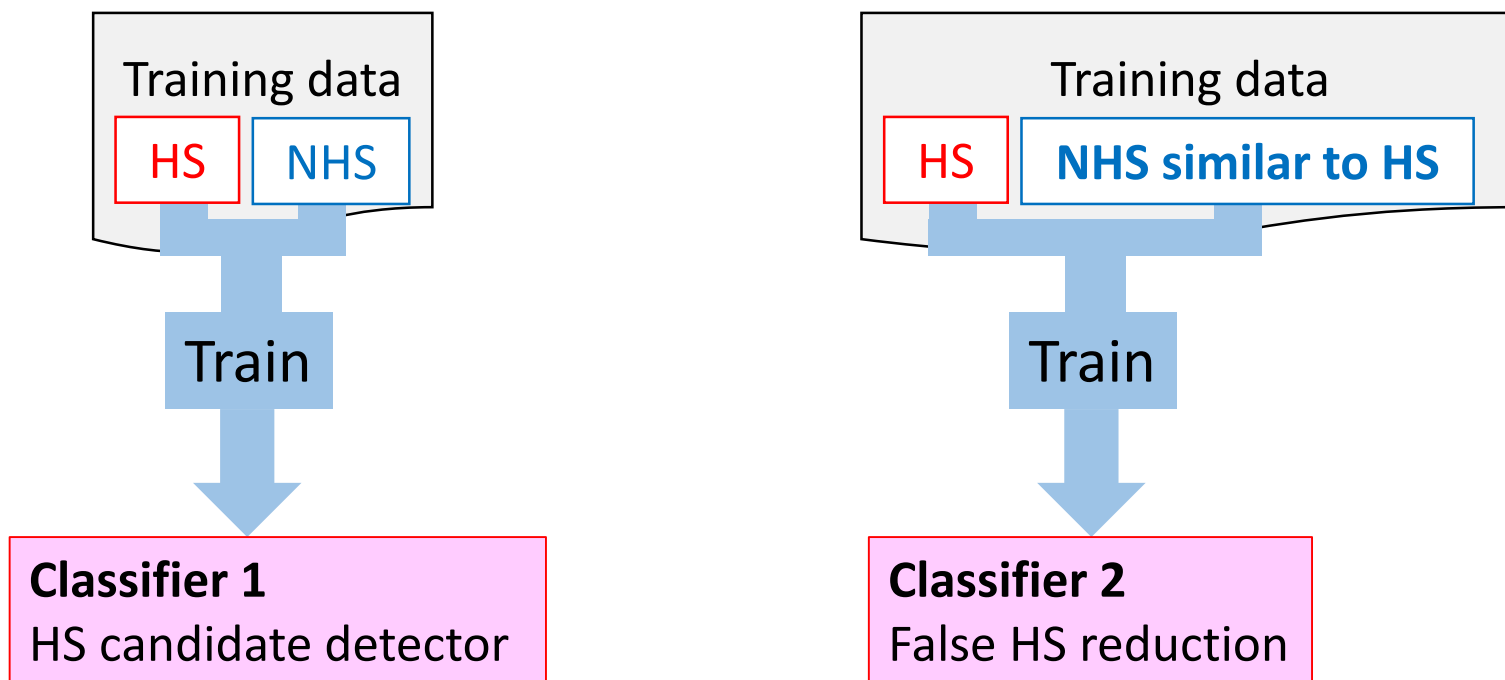 Training data
HS
NHS
Train
Classifier 1
HS candidate detector
Training data
HS
NHS similar to HS
Train
Classifier 2
False HS reduction